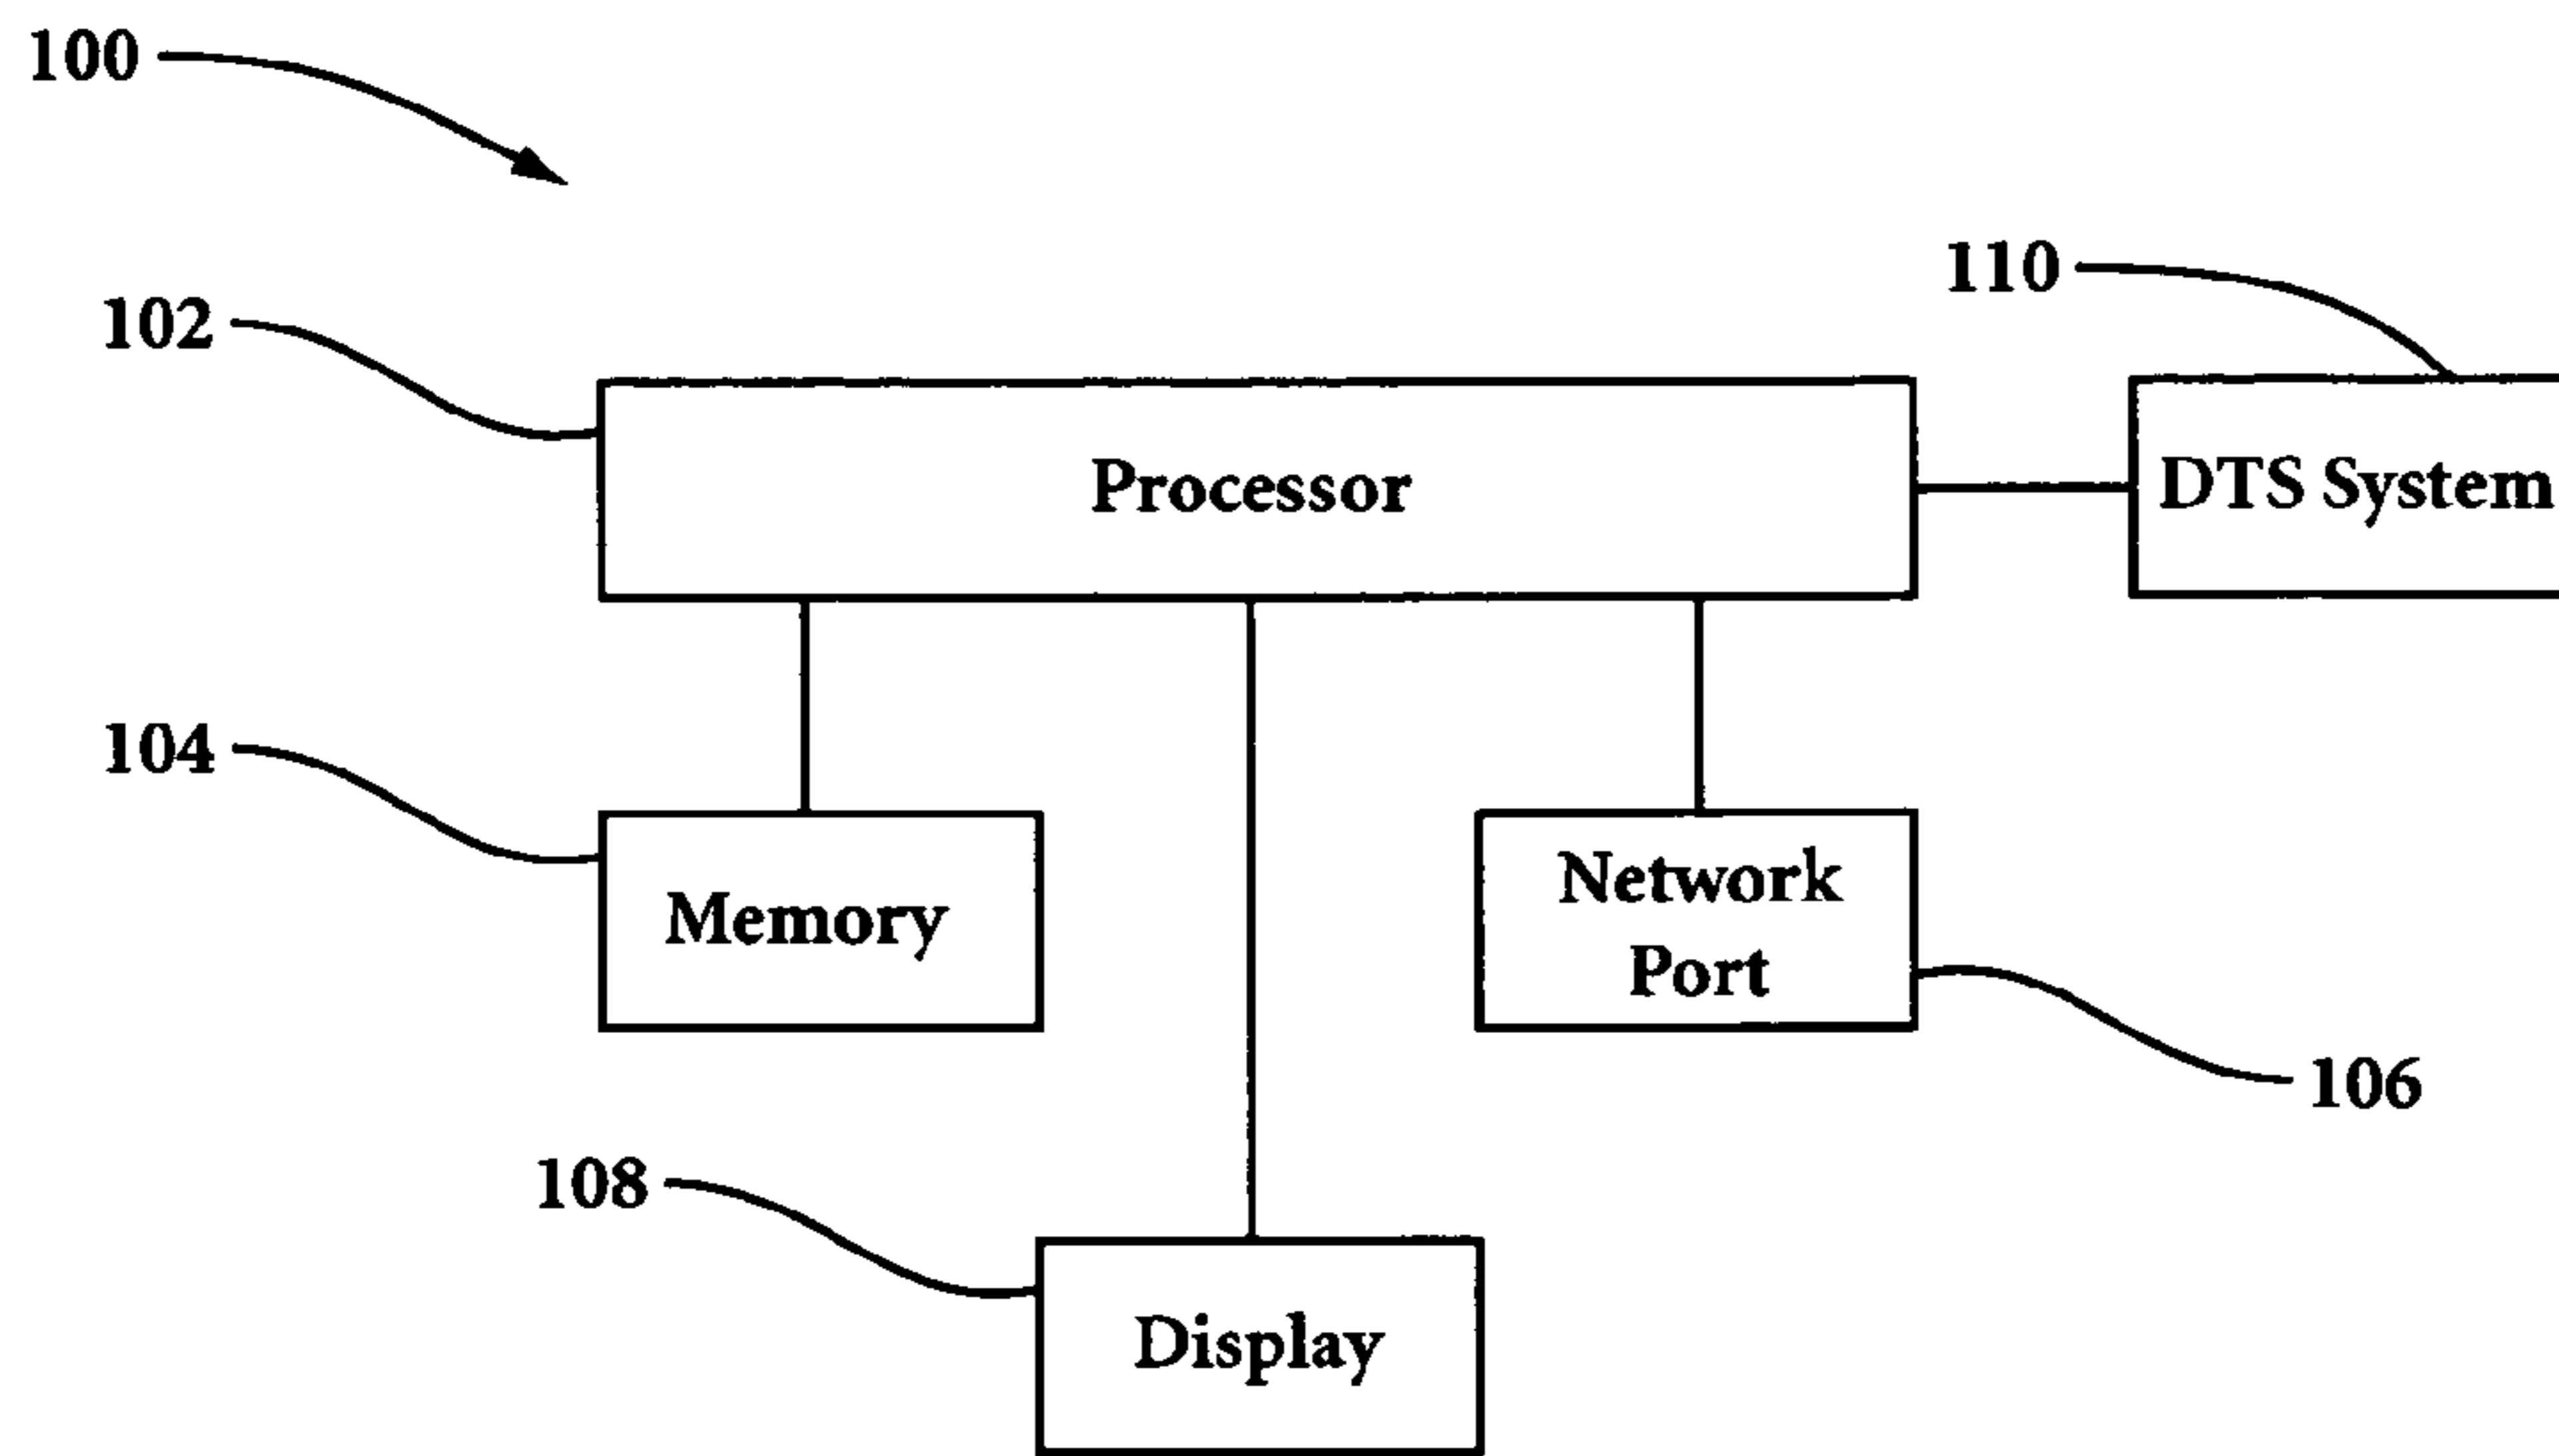 100
110
102
Processor
DTS System
104
Memory
Network
Port
106
108
Display